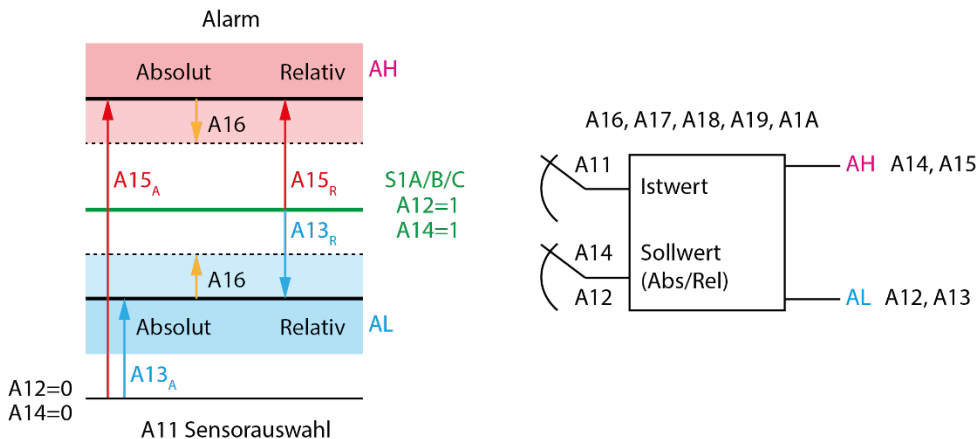 Alarm
Absolut Relativ AH
A16
A15A A15R
S1A/B/C
A12=1
A14=1
A13R
A16
Absolut Relativ AL
A13A
A12=0
A14=0
A11 Sensorauswahl
A16, A17, A18, A19, A1A
A11
Istwert
AH A14, A15
A14
A12
Sollwert
(Abs/Rel)
AL A12, A13